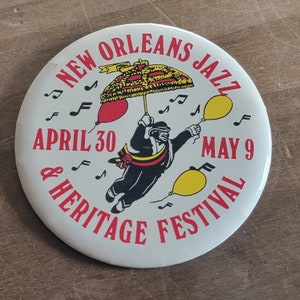 NEW ORLEANS JAZZ
APRIL 30
MAY 9
& HERITAGE FESTIVAL